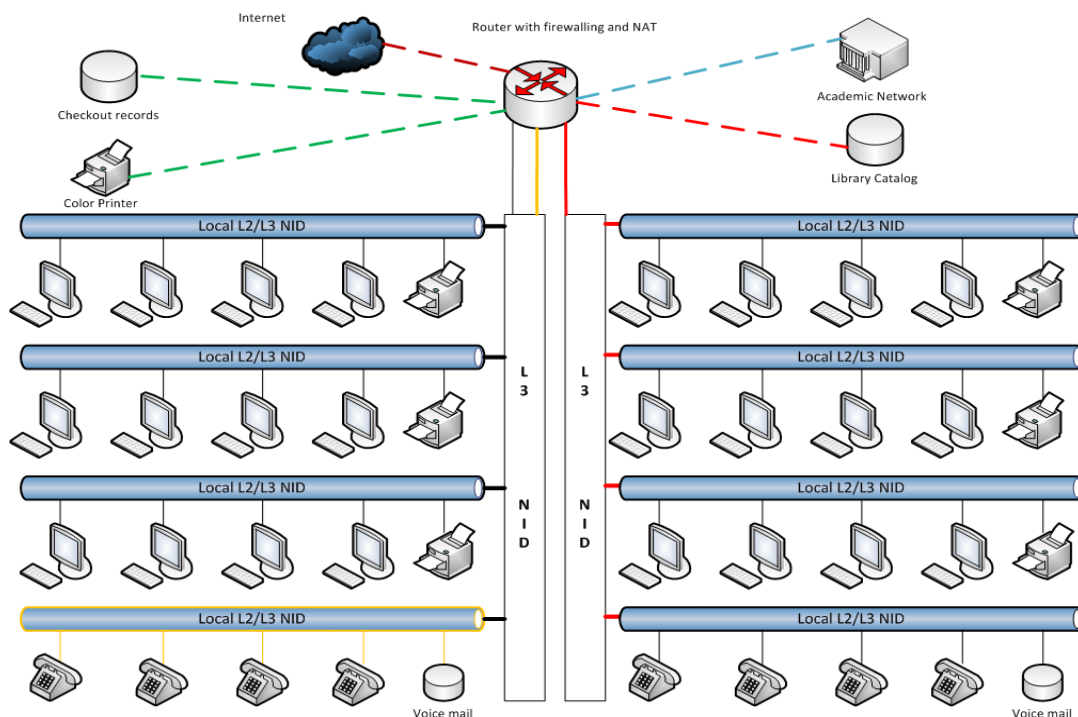 Internet
Router with firewalling and NAT
Checkout records
Academic Network
Color Printer
Library Catalog
Local L2/L3 NID
Local L2/L3 NID
Local L2/L3 NID
Local L2/L3 NID
L
3
N
I
D
L
3
N
I
D
Local L2/L3 NID
Local L2/L3 NID
Local L2/L3 NID
Local L2/L3 NID
Voice mail
Voice mail